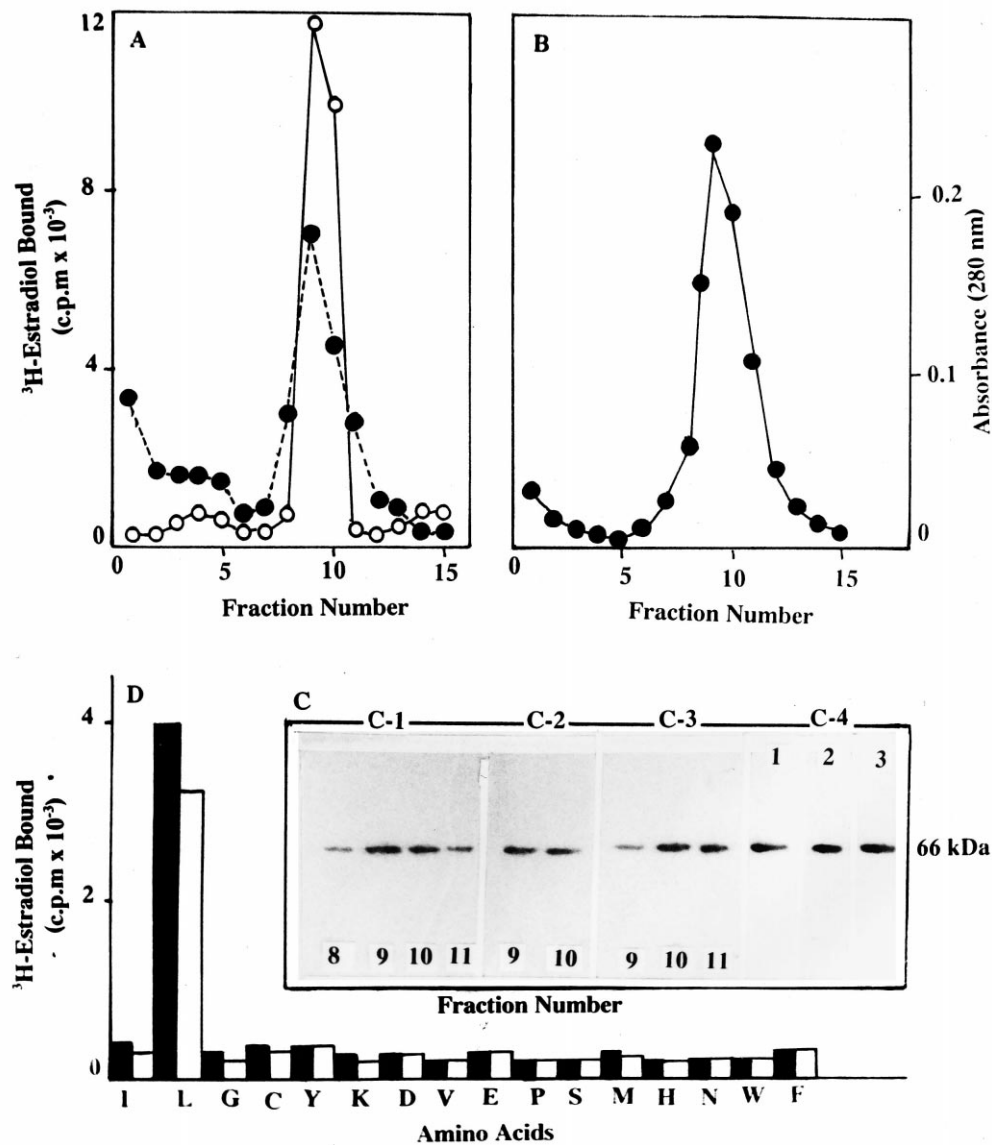 A
12
8
4
0
³H-Estradiol Bound
(c.p.m x 10⁻³)
0 5 10 15
Fraction Number
B
0.2
0.1
0
Absorbance (280 nm)
0 5 10 15
Fraction Number
D
4
2
0
³H-Estradiol Bound
(c.p.m x 10⁻³)
C
C-1 C-2 C-3 C-4
1 2 3
66 kDa
8 9 10 11 9 10 9 10 11
Fraction Number
I L G C Y K D V E P S M H N W F
Amino Acids